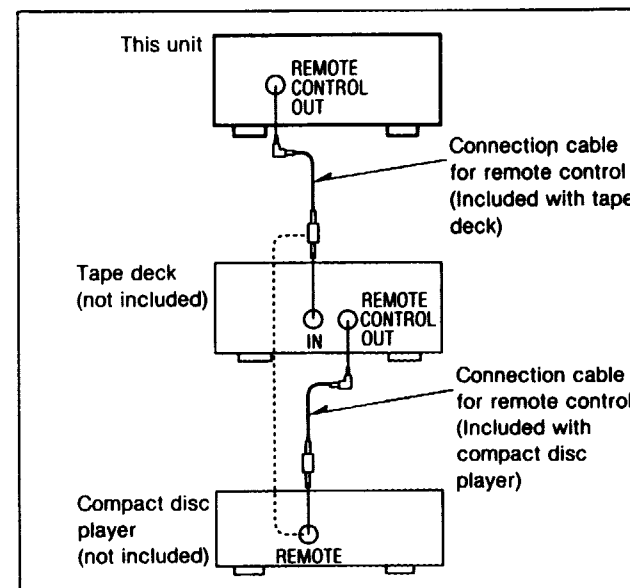 This unit
REMOTE
CONTROL
OUT
Connection cable
for remote control
(Included with tape
deck)
Tape deck
(not included)
IN
REMOTE
CONTROL
OUT
Connection cable
for remote control
(Included with
compact disc
player)
Compact disc
player
(not included)
REMOTE